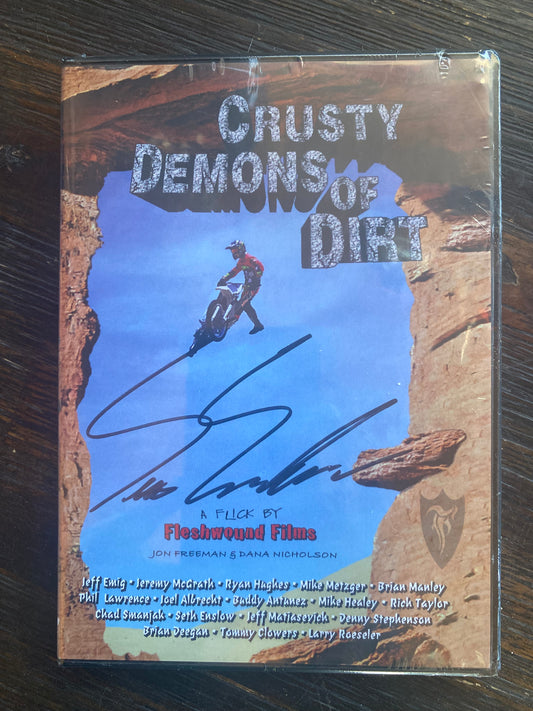 CRUSTY
DEMONS
OF
DIRT
A FLICK BY
Fleshwound Films
JON FREEMAN & DANA NICHOLSON
Jeff Emig • Jeremy McGrath • Ryan Hughes • Mike Metzger • Brian Manley
Phil Lawrence • Joel Albrecht • Buddy Antunez • Mike Healey • Rich Taylor
Chad Smanjak • Seth Enslow • Jeff Matiasevich • Denny Stephenson
Brian Deegan • Tommy Clowers • Larry Roeseler